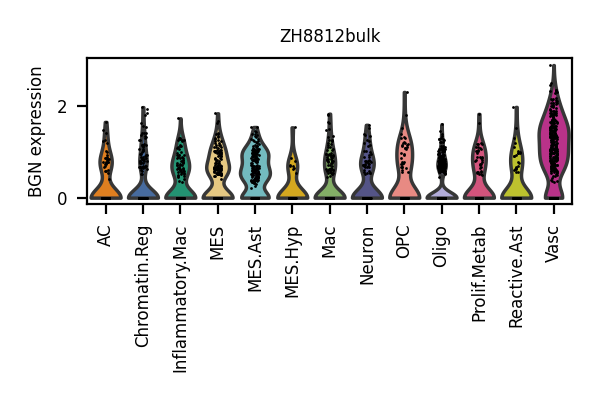 ZH8812bulk
BGN expression
2
0
AC
Chromatin.Reg
Inflammatory.Mac
MES
MES.Ast
MES.Hyp
Mac
Neuron
OPC
Oligo
Prolif.Metab
Reactive.Ast
Vasc